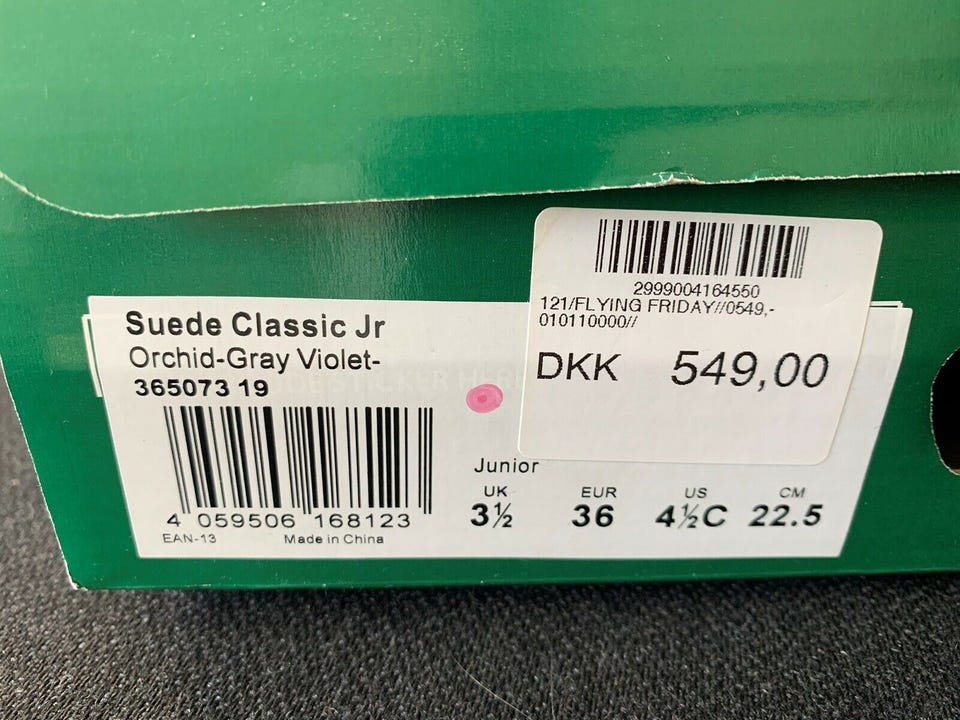 2999004164550
121/FLYING FRIDAY//0549,-
010110000//
DKK 549,00
Suede Classic Jr
Orchid-Gray Violet-
365073 19
4 059506 168123
EAN-13 Made in China
Junior
UK EUR US CM
3½ 36 4½C 22.5